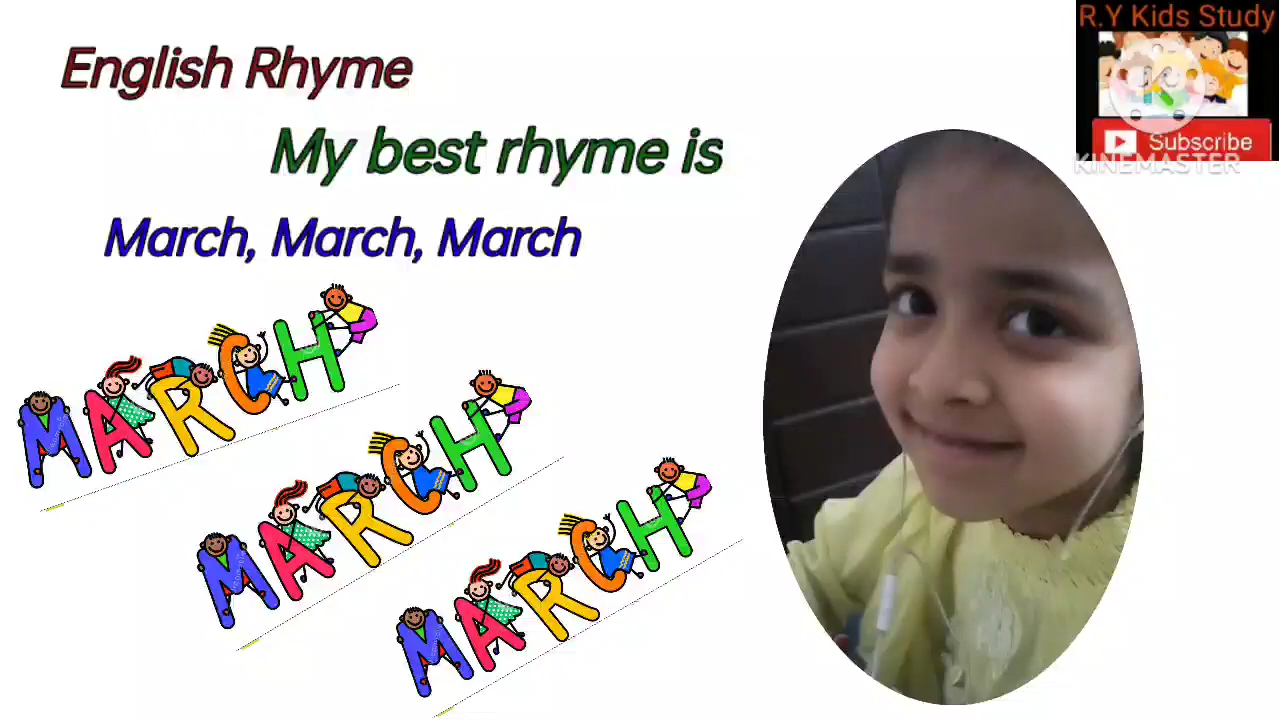 R.Y Kids Study
English Rhyme
My best rhyme is
Subscribe
KINEMASTER
March, March, March
MARCH
MARCH
MARCH